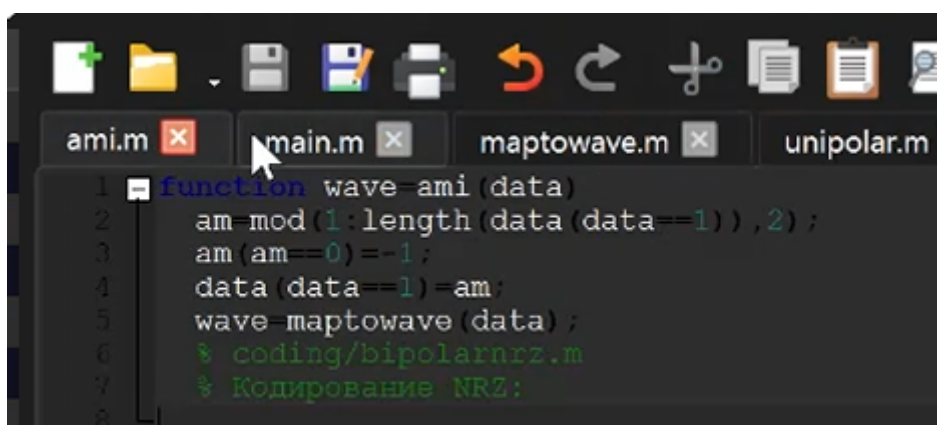 ami.m main.m maptowave.m unipolar.m
1 function wave=ami(data)
2 am=mod(1:length(data(data==1)),2);
3 am(am==0)=-1;
4 data(data==1)=am;
5 wave=maptowave(data);
6 % coding/bipolarnrz.m
7 % Кодирование NRZ:
8